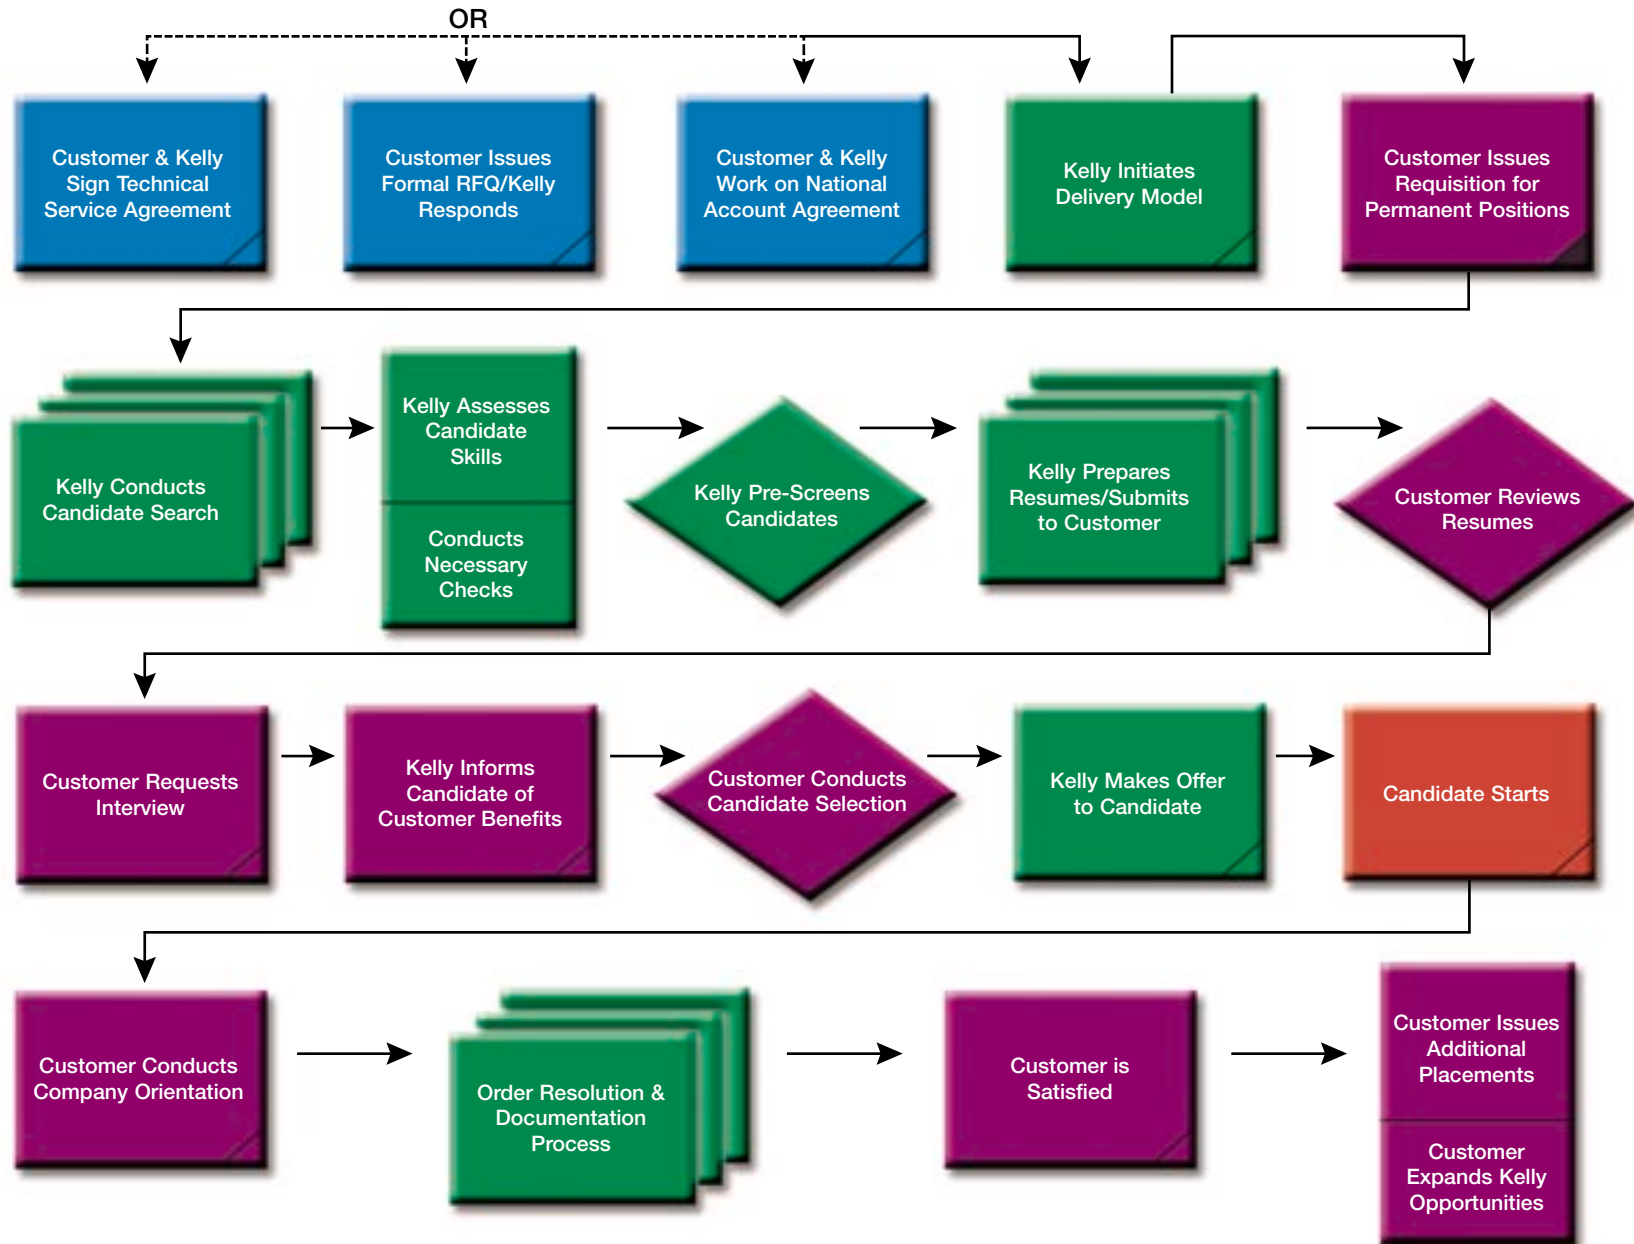 OR
Customer & Kelly
Sign Technical
Service Agreement
Customer Issues
Formal RFQ/Kelly
Responds
Customer & Kelly
Work on National
Account Agreement
Kelly Initiates
Delivery Model
Customer Issues
Requisition for
Permanent Positions
Kelly Conducts
Candidate Search
Kelly Assesses
Candidate
Skills
Conducts
Necessary
Checks
Kelly Pre-Screens
Candidates
Kelly Prepares
Resumes/Submits
to Customer
Customer Reviews
Resumes
Customer Requests
Interview
Kelly Informs
Candidate of
Customer Benefits
Customer Conducts
Candidate Selection
Kelly Makes Offer
to Candidate
Candidate Starts
Customer Conducts
Company Orientation
Order Resolution &
Documentation
Process
Customer is
Satisfied
Customer Issues
Additional
Placements
Customer
Expands Kelly
Opportunities